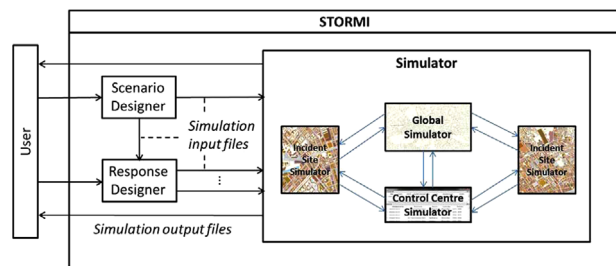 STORMI
Simulator
User
Scenario
Designer
Simulation
input files
Response
Designer
Simulation output files
Global
Simulator
Incident
Site
Simulator
Incident
Site
Simulator
Control Centre
Simulator